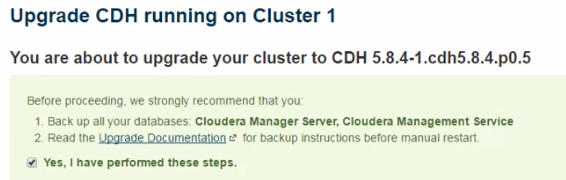 Upgrade CDH running on Cluster 1
You are about to upgrade your cluster to CDH 5.8.4-1.cdh5.8.4.p0.5
Before proceeding, we strongly recommend that you:
1. Back up all your databases: Cloudera Manager Server, Cloudera Management Service
2. Read the Upgrade Documentation for backup instructions before manual restart.
Yes, I have performed these steps.